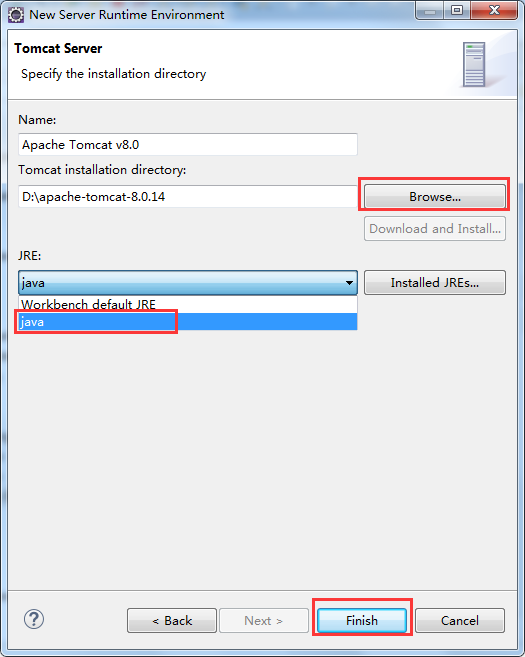 New Server Runtime Environment
Tomcat Server
Specify the installation directory
Name:
Apache Tomcat v8.0
Tomcat installation directory:
D:\apache-tomcat-8.0.14
Browse...
Download and Install...
JRE:
java
Installed JREs...
Workbench default JRE
java
?
< Back
Next >
Finish
Cancel